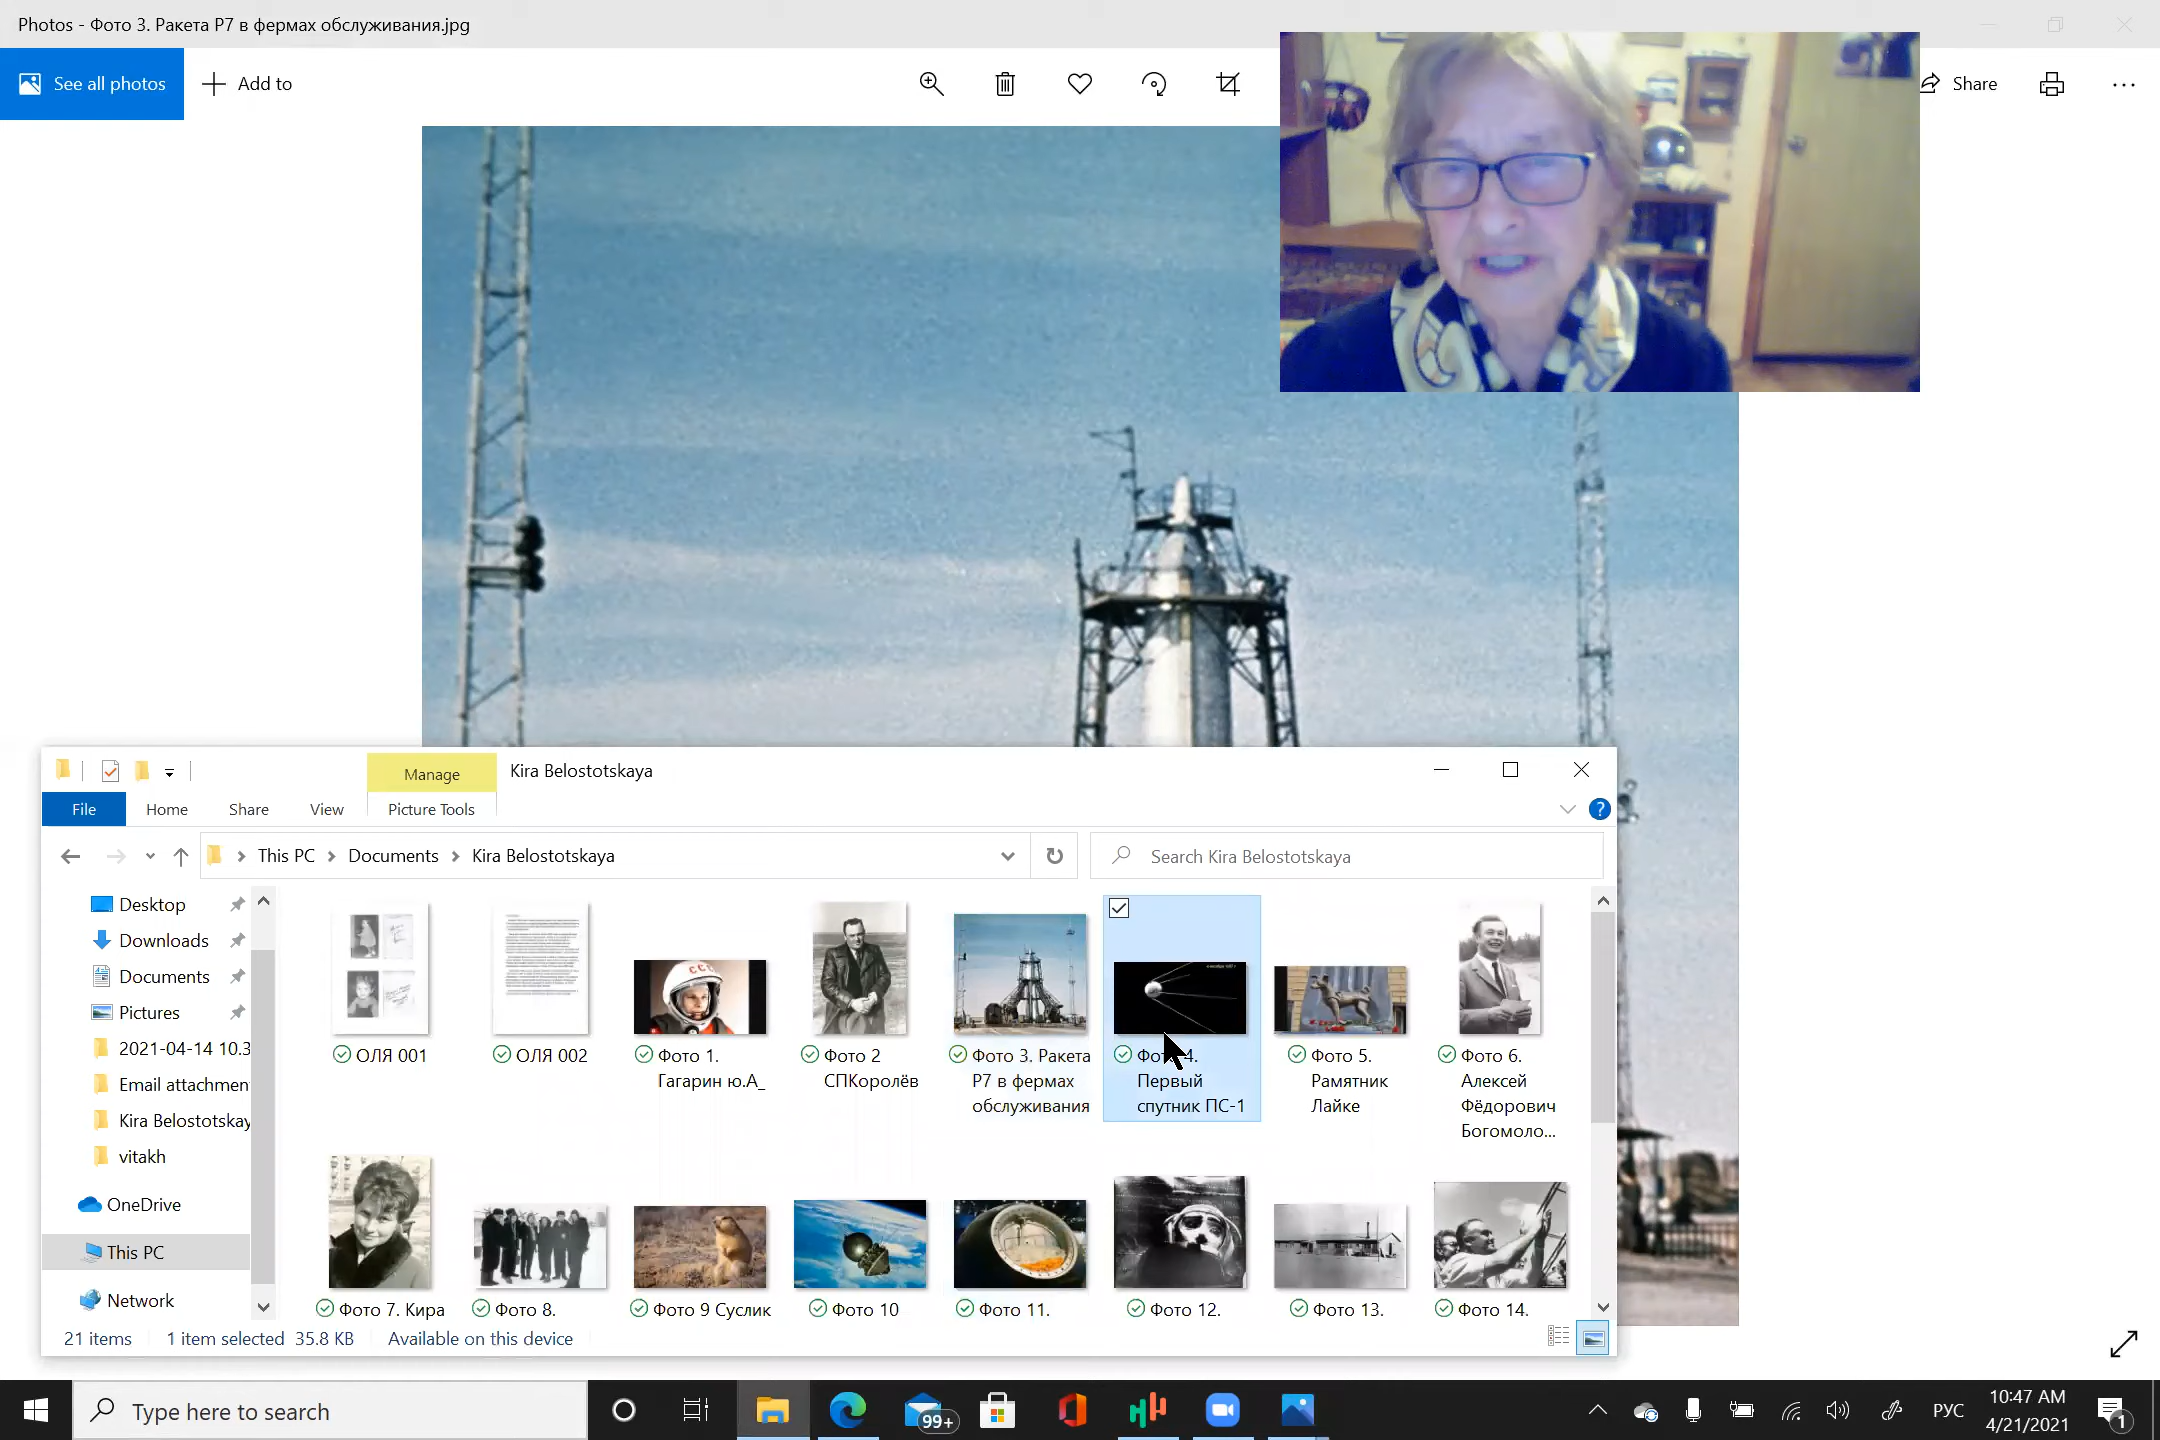 Photos - Фото 3. Ракета Р7 в фермах обслуживания.jpg
See all photos
Add to
Share
Manage
Kira Belostotskaya
File
Home
Share
View
Picture Tools
This PC
Documents
Kira Belostotskaya
Search Kira Belostotskaya
Desktop
Downloads
Documents
Pictures
2021-04-14 10.3
Email attachmen
Kira Belostotskay
vitakh
OneDrive
This PC
Network
СССР
ОЛЯ 001
ОЛЯ 002
Фото 1.
Гагарин ю.А_
Фото 2
СПКоролёв
Фото 3. Ракета
Р7 в фермах
обслуживания
4.
Первый
спутник ПС-1
Фото 5.
Рамятник
Лайке
Фото 6.
Алексей
Фёдорович
Богомоло...
Фото 7. Кира
Фото 8.
Фото 9 Суслик
Фото 10
Фото 11.
Фото 12.
Фото 13.
Фото 14.
21 items
1 item selected 35.8 KB
Available on this device
Type here to search
99+
РУС
10:47 AM
4/21/2021
1